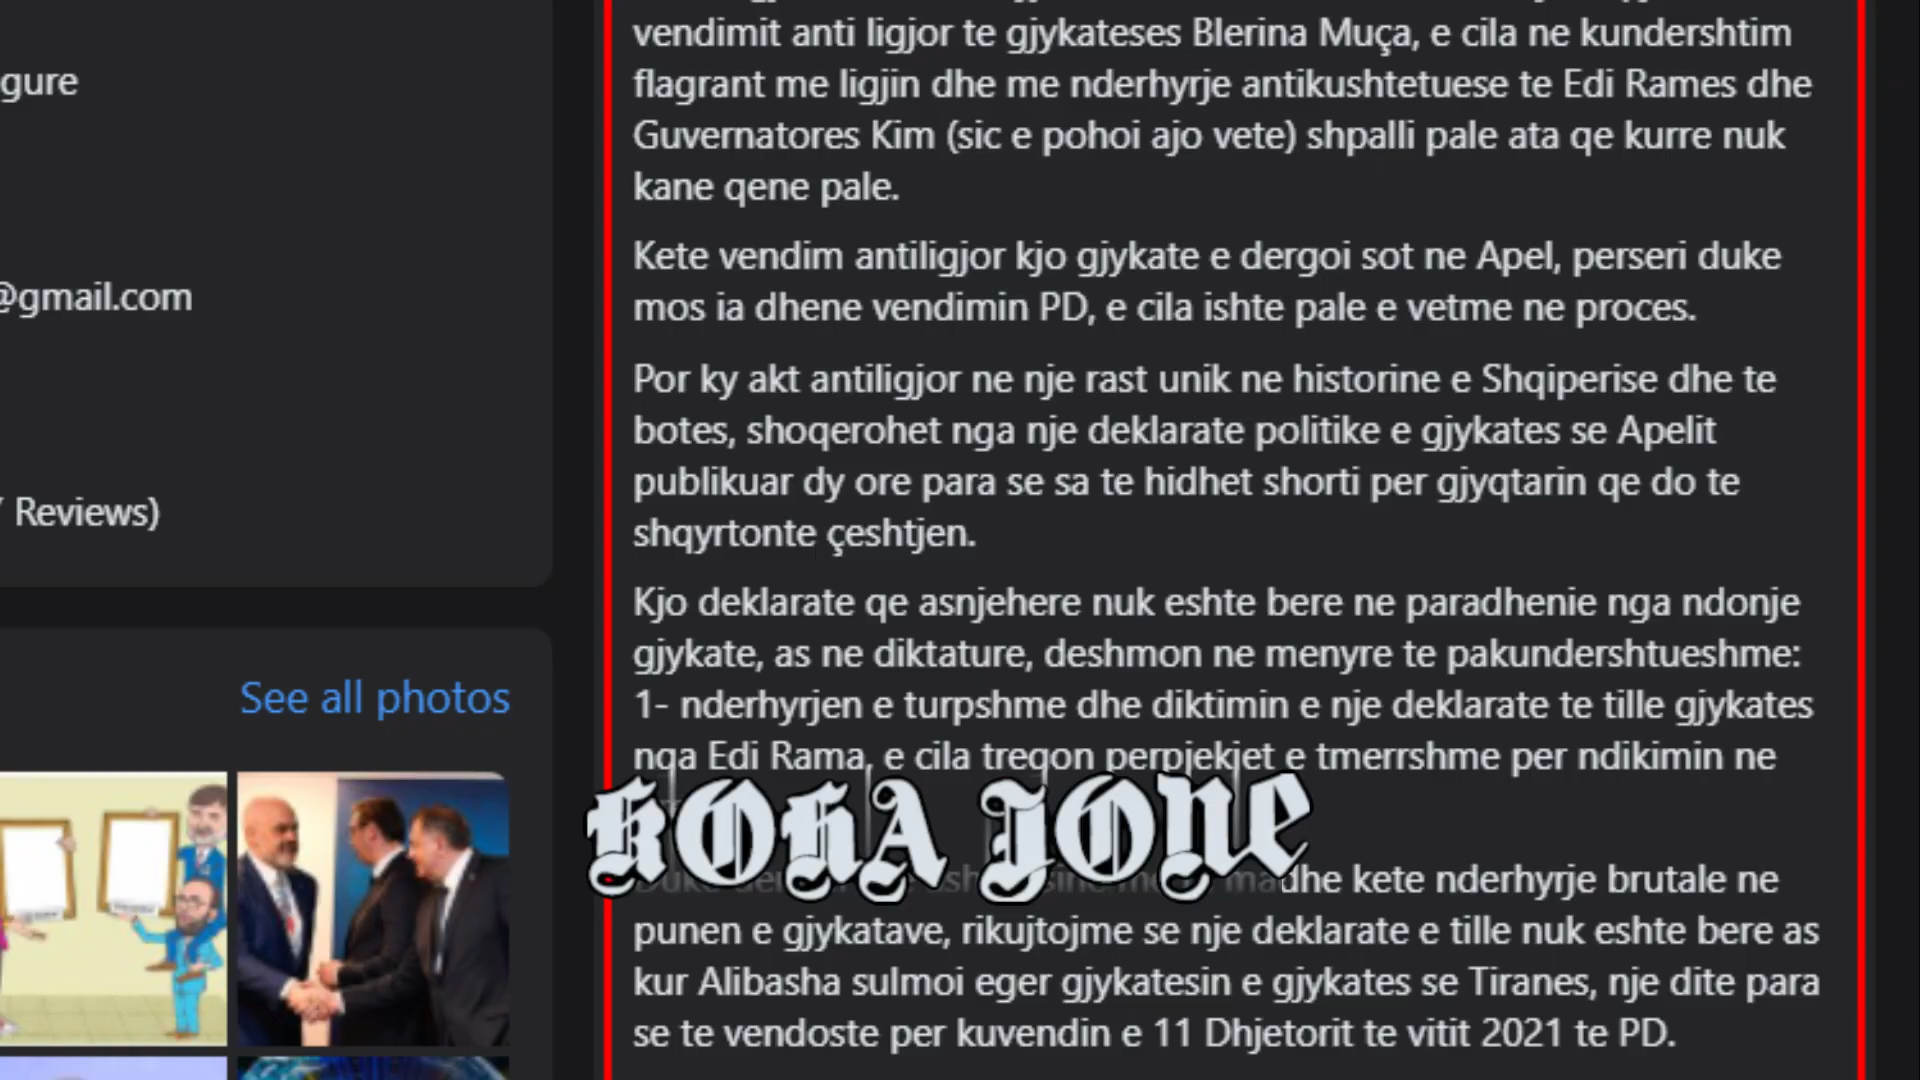 gure
@gmail.com
Reviews)
See all photos
vendimit anti ligjor te gjykateses Blerina Muça, e cila ne kundershtim
flagrant me ligjin dhe me nderhyrje antikushtetuese te Edi Rames dhe
Guvernatores Kim (sic e pohoi ajo vete) shpalli pale ata qe kurre nuk
kane qene pale.
Kete vendim antiligjor kjo gjykate e dergoi sot ne Apel, perseri duke
mos ia dhene vendimin PD, e cila ishte pale e vetme ne proces.
Por ky akt antiligjor ne nje rast unik ne historine e Shqiperise dhe te
botes, shoqerohet nga nje deklarate politike e gjykates se Apelit
publikuar dy ore para se sa te hidhet shorti per gjyqtarin qe do te
shqyrtonte çeshtjen.
Kjo deklarate qe asnjehere nuk eshte bere ne paradhenie nga ndonje
gjykate, as ne diktature, deshmon ne menyre te pakundershtueshme:
1- nderhyrjen e turpshme dhe diktimin e nje deklarate te tille gjykates
nga Edi Rama, e cila tregon perpjekjet e tmerrshme per ndikimin ne
KOHA JONE
dhe kete nderhyrje brutale ne
punen e gjykatave, rikujtojme se nje deklarate e tille nuk eshte bere as
kur Alibasha sulmoi eger gjykatesin e gjykates se Tiranes, nje dite para
se te vendoste per kuvendin e 11 Dhjetorit te vitit 2021 te PD.